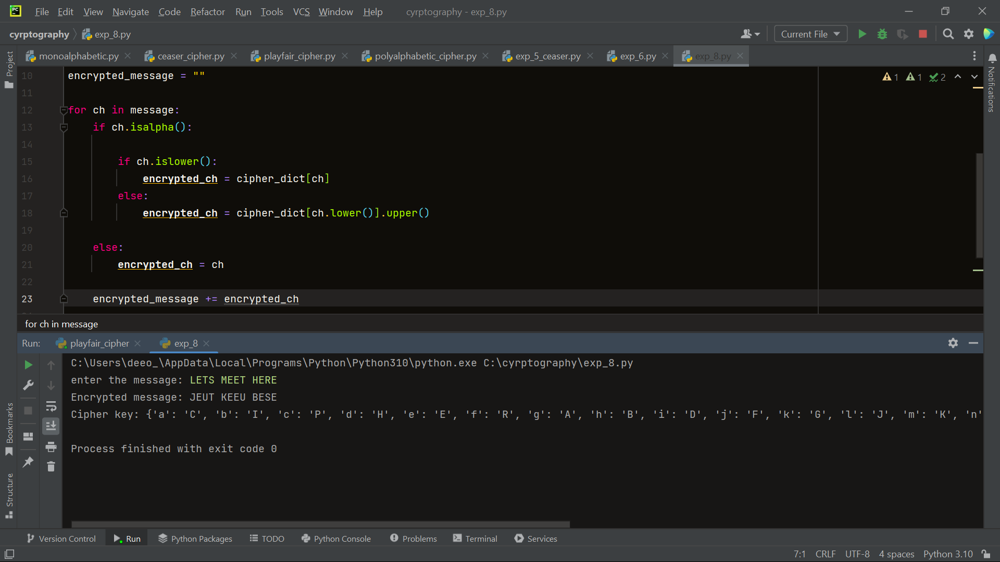 PC File Edit View Navigate Code Refactor Run Tools VCS Window Help cyrptography - exp_8.py
cyrptography exp_8.py Current File
monoalphabetic.py ceaser_cipher.py playfair_cipher.py polyalphabetic_cipher.py exp_5_ceaser.py exp_6.py exp_8.py
Project
Notifications
1 1 2
10 encrypted_message = ""
11
12 for ch in message:
13 if ch.isalpha():
14
15 if ch.islower():
16 encrypted_ch = cipher_dict[ch]
17 else:
18 encrypted_ch = cipher_dict[ch.lower()].upper()
19
20 else:
21 encrypted_ch = ch
22
23 encrypted_message += encrypted_ch
for ch in message
Run: playfair_cipher exp_8
C:\Users\deeo_\AppData\Local\Programs\Python\Python310\python.exe C:\cyrptography\exp_8.py
enter the message: LETS MEET HERE
Encrypted message: JEUT KEEU BESE
Cipher key: {'a': 'C', 'b': 'I', 'c': 'P', 'd': 'H', 'e': 'E', 'f': 'R', 'g': 'A', 'h': 'B', 'i': 'D', 'j': 'F', 'k': 'G', 'l': 'J', 'm': 'K', 'n'
Process finished with exit code 0
Bookmarks
Structure
Version Control Run Python Packages TODO Python Console Problems Terminal Services
7:1 CRLF UTF-8 4 spaces Python 3.10